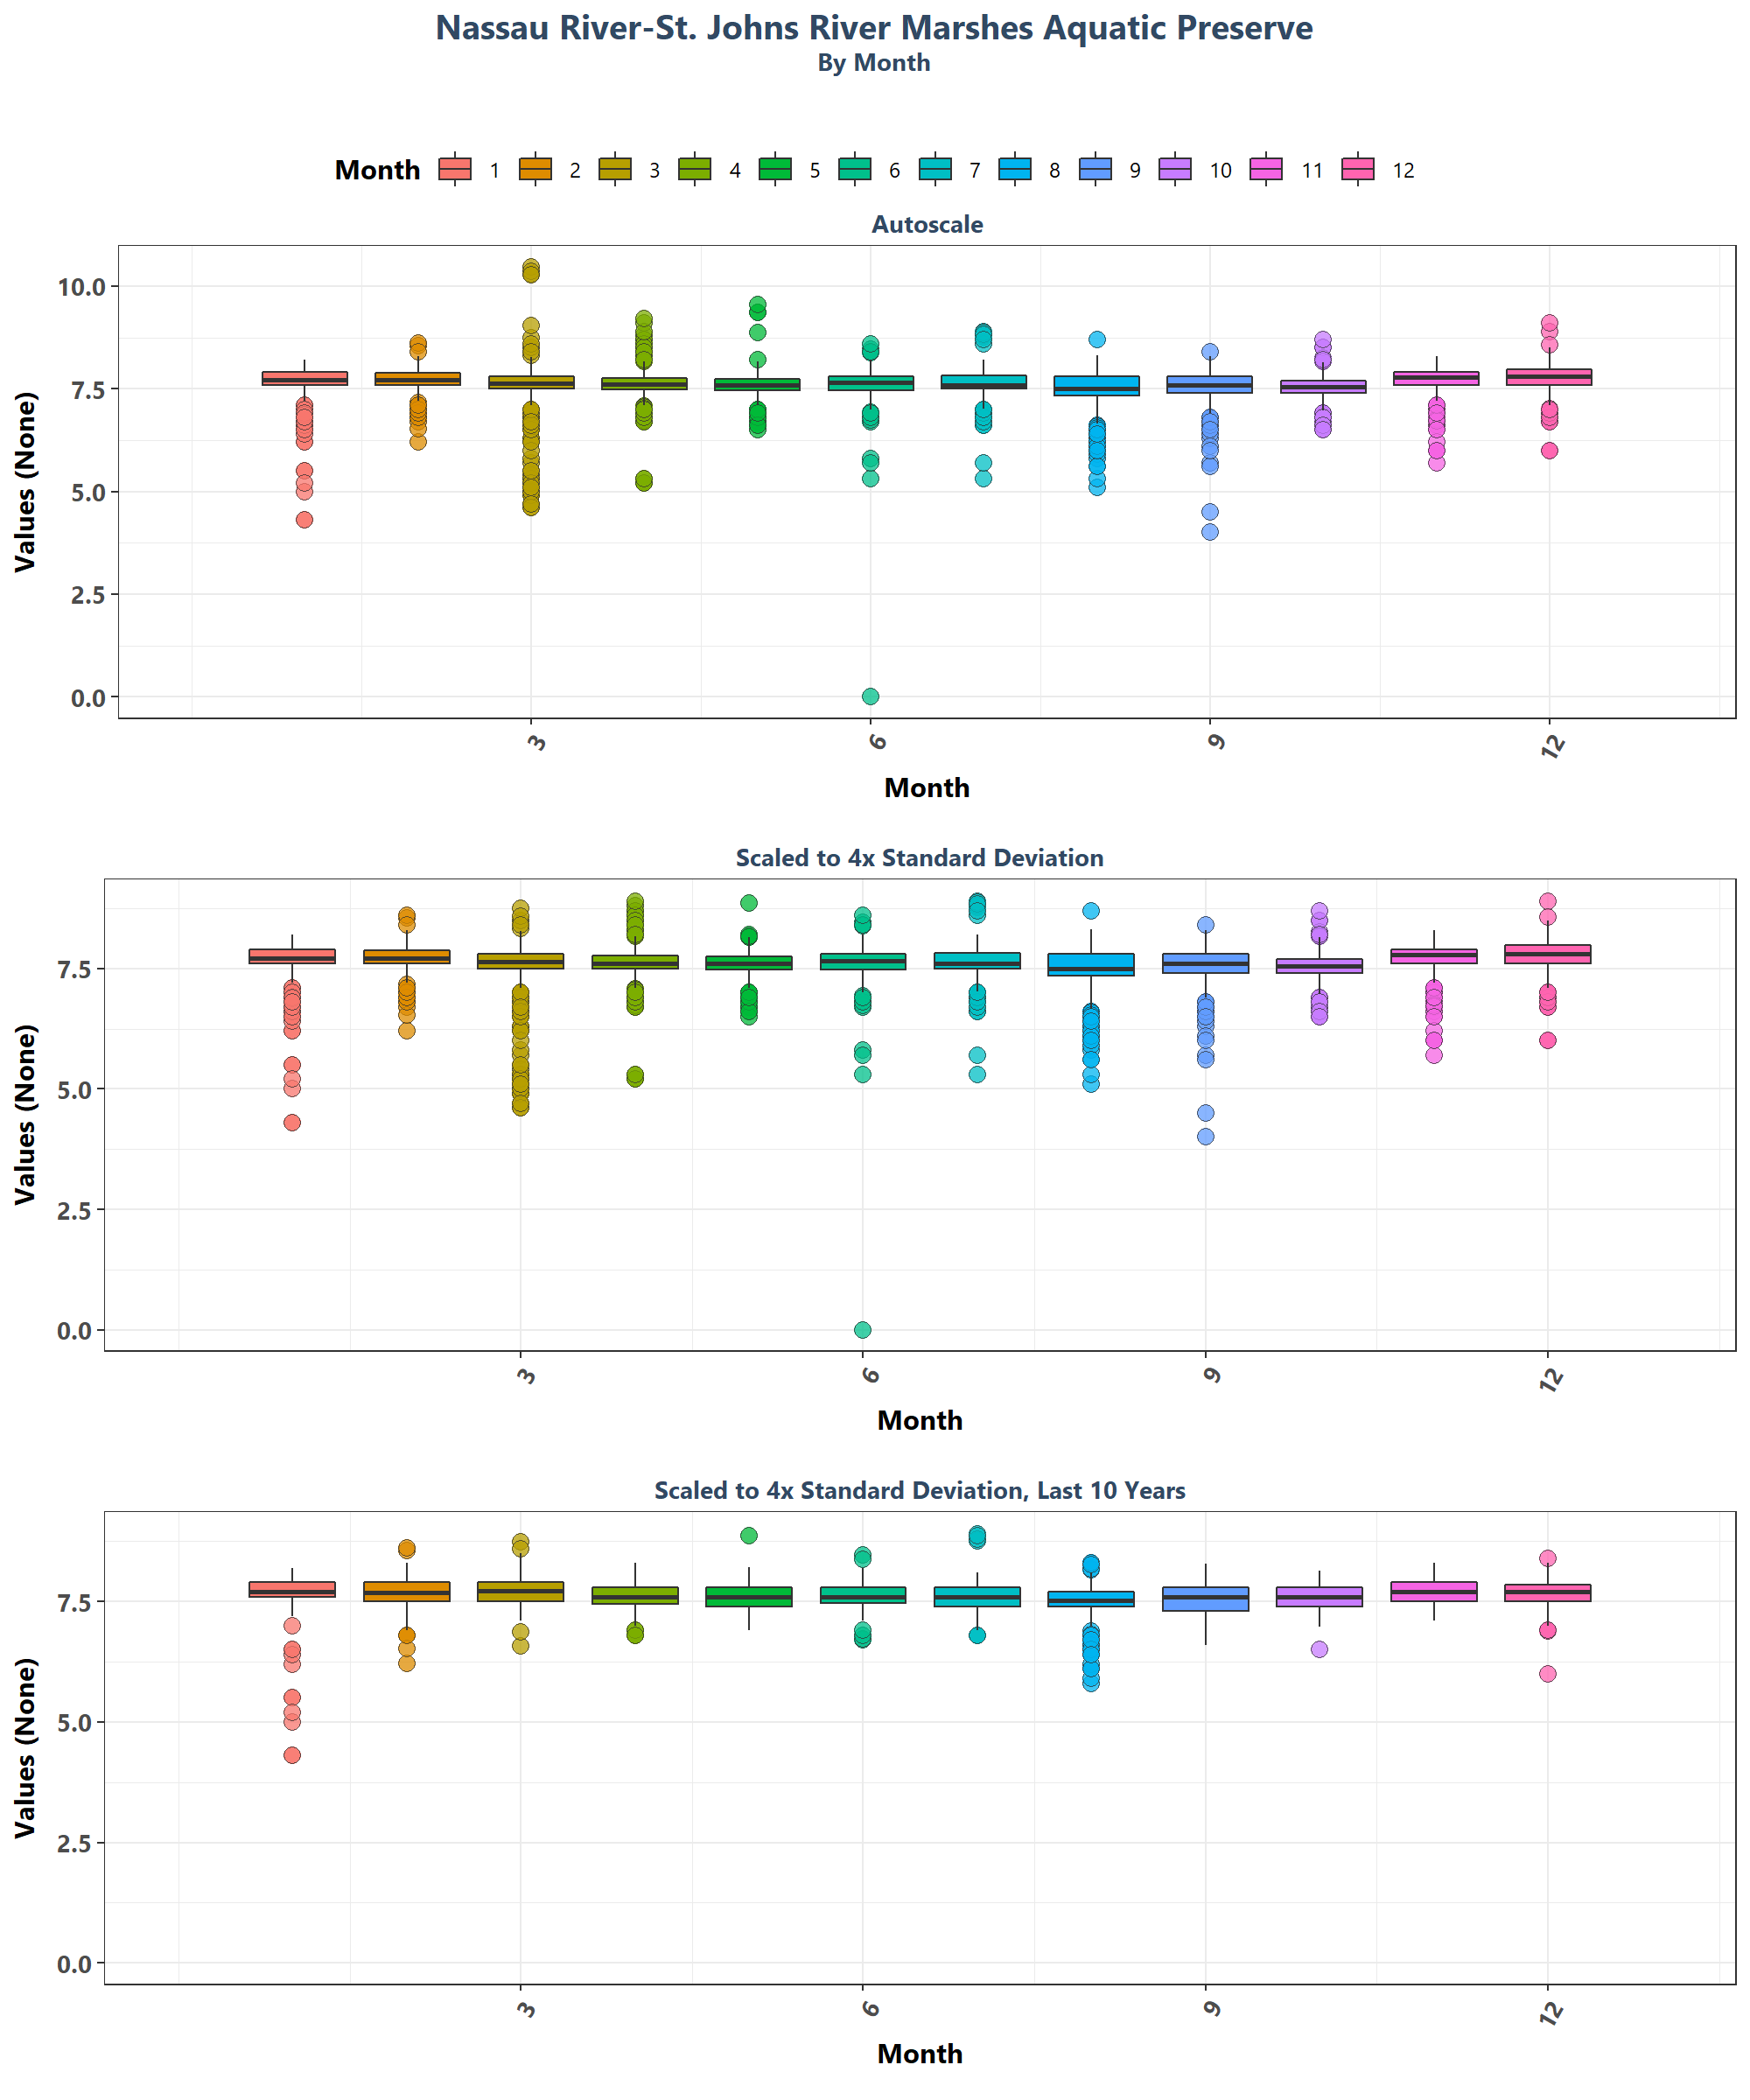 Nassau River-St. Johns River Marshes Aquatic Preserve
By Month
Month 1 2 3 4 5 6 7 8 9 10 11 12
Autoscale
Values (None)
10.0
7.5
5.0
2.5
0.0
3 6 9 12
Month
Scaled to 4x Standard Deviation
Values (None)
7.5
5.0
2.5
0.0
3 6 9 12
Month
Scaled to 4x Standard Deviation, Last 10 Years
Values (None)
7.5
5.0
2.5
0.0
3 6 9 12
Month